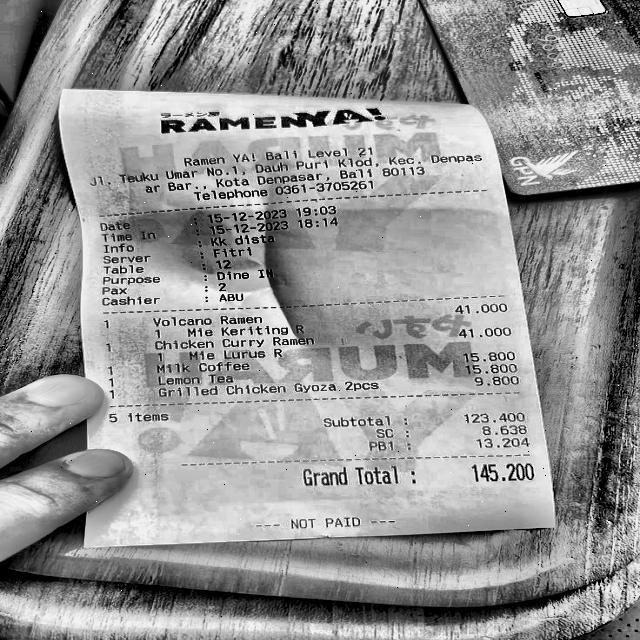 RAMENYA!
Ramen YA! Bali Level 21
Jl. Teuku Umar No.1, Dauh Puri Klod, Kec. Denpas
ar Bar., Kota Denpasar, Bali 80113
Telephone 0361-3705261
Date : 15-12-2023 19:03
Time In : 15-12-2023 18:14
Info : Kk dista
Server : Fitri
Table : 12
Purpose : Dine IN
Pax : 2
Cashier : ABU
1 Volcano Ramen 41.000
1 Mie Keriting R
1 Chicken Curry Ramen 41.000
1 Mie Lurus R
1 Milk Coffee 15.800
1 Lemon Tea 15.800
1 Grilled Chicken Gyoza 2pcs 9.800
5 items
Subtotal : 123.400
SC : 8.638
PB1 : 13.204
Grand Total : 145.200
--- NOT PAID ---
GPN